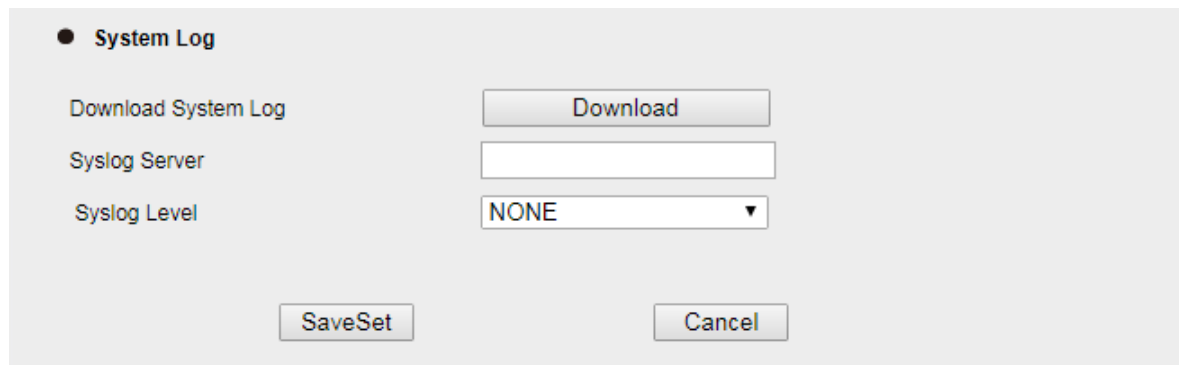 System Log
Download System Log Download
Syslog Server
Syslog Level NONE
SaveSet Cancel